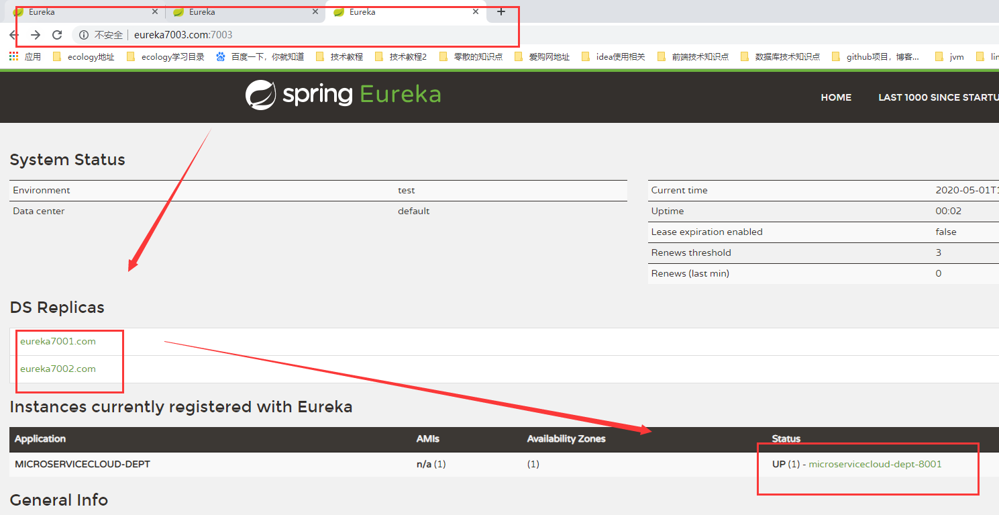 Eureka Eureka Eureka
不安全 eureka7003.com:7003
应用 ecology地址 ecology学习目录 百度一下，你就知道 技术教程 技术教程2 零散的知识点 爱购网地址 idea使用相关 前端技术知识点 数据库技术知识点 github项目，博客... jvm lin
spring Eureka HOME LAST 1000 SINCE STARTU
System Status
Environment test Current time 2020-05-01T1
Data center default Uptime 00:02
Lease expiration enabled false
Renews threshold 3
Renews (last min) 0
DS Replicas
eureka7001.com
eureka7002.com
Instances currently registered with Eureka
Application AMIs Availability Zones Status
MICROSERVICECLOUD-DEPT n/a (1) (1) UP (1) - microservicecloud-dept-8001
General Info